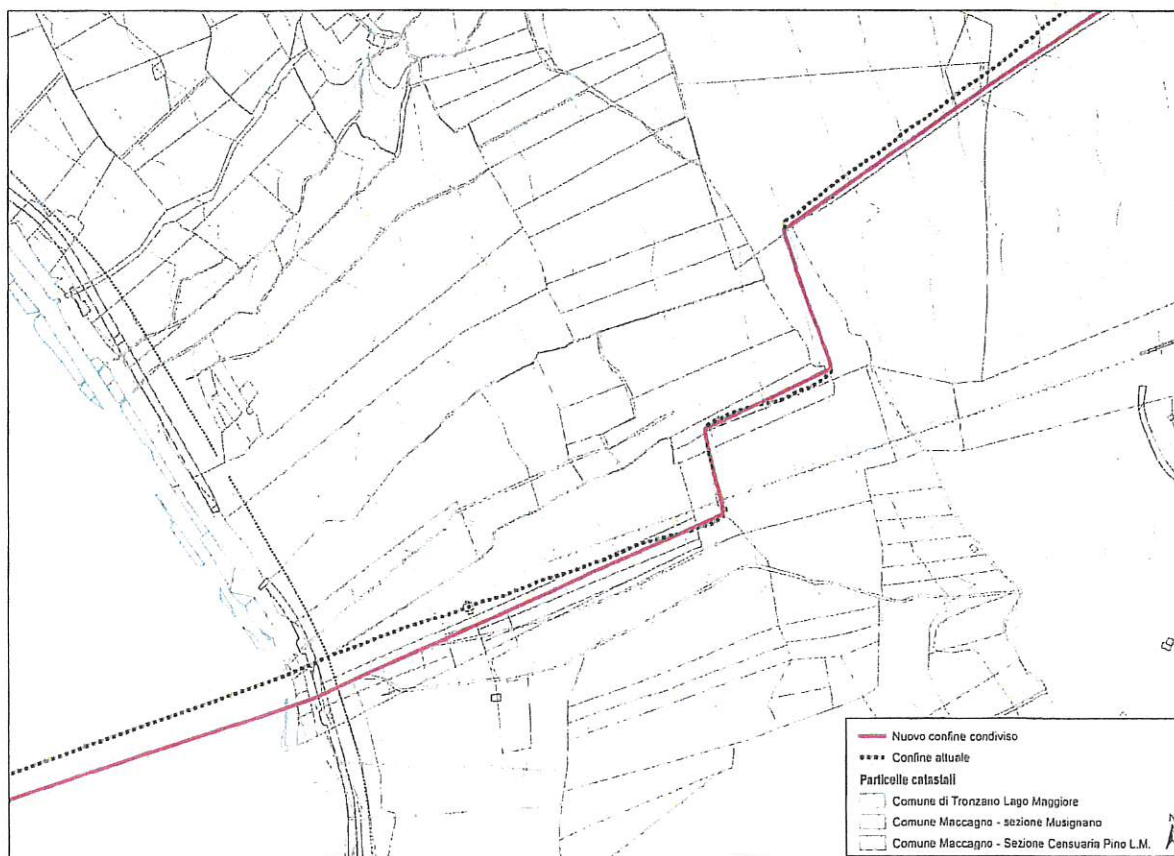 Nuovo confine condiviso
Confine attuale
Particelle catastali
Comune di Tronzano Lago Maggiore
Comune Maccagno - sezione Musignano
Comune Maccagno - Sezione Censuaria Pino L.M.
N